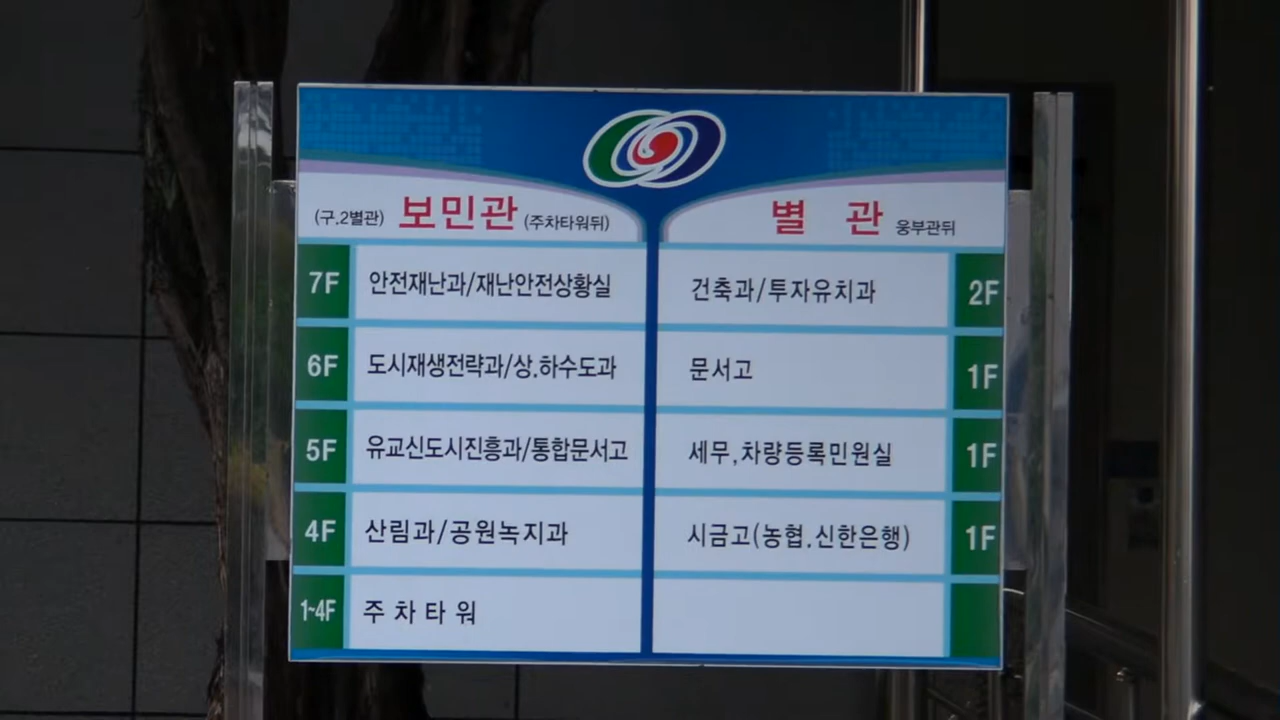 (구.2별관) 보민관 (주차타워뒤)
7F 안전재난과/재난안전상황실
6F 도시재생전략과/상.하수도과
5F 유교신도시진흥과/통합문서고
4F 산림과/공원녹지과
1~4F 주차타워
별 관 웅부관뒤
건축과/투자유치과 2F
문서고 1F
세무,차량등록민원실 1F
시금고(농협.신한은행) 1F